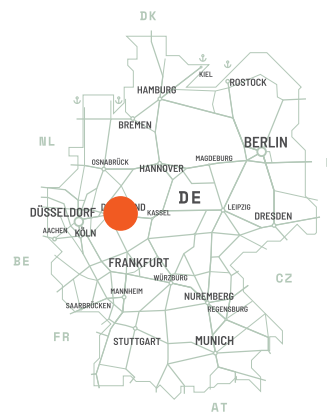 DK
KIEL
ROSTOCK
HAMBURG
BREMEN
NL
BERLIN
OSNABRÜCK
HANNOVER
MAGDEBURG
DE
DÜSSELDORF
KASSEL
LEIPZIG
DRESDEN
AACHEN
KÖLN
BE
FRANKFURT
WÜRZBURG
CZ
MANNHEIM
NUREMBERG
SAARBRÜCKEN
REGENSBURG
FR
STUTTGART
MUNICH
AT